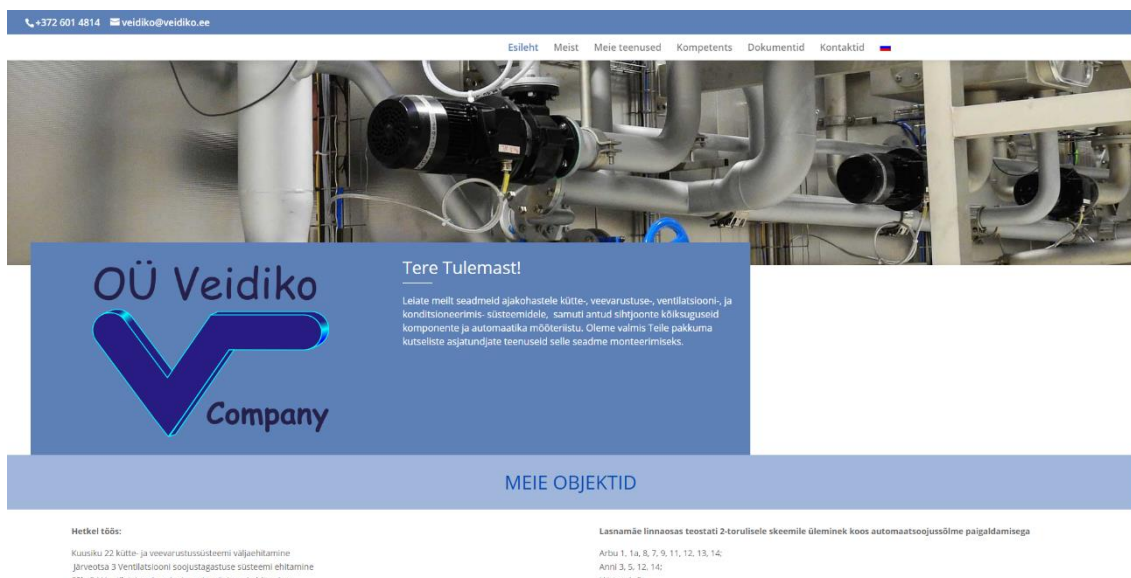 +372 601 4814 veidiko@veidiko.ee
Esileht Meist Meie teenused Kompetents Dokumentid Kontaktid
OÜ Veidiko
Company
Tere Tulemast!
Leiate meilt seadmeid ajakohastele kütte-, veevarustuse-, ventilatsiooni-, ja
konditsioneerimis- süsteemidele, samuti antud sihtjoonte kõiksuguseid
komponente ja automaatika mõõteriistu. Oleme valmis Teile pakkuma
kutseliste asjatundjate teenuseid selle seadme monteerimiseks.
MEIE OBJEKTID
Hetkel töös:
Kuusiku 22 kütte- ja veevarustussüsteemi väljaehitamine
Järveotsa 3 Ventilatsiooni soojustagastuse süsteemi ehitamine
Lasnamäe linnaosas teostati 2-torulisele skeemile üleminek koos automaatsoojussõlme paigaldamisega
Arbu 1, 1a, 8, 7, 9, 11, 12, 13, 14;
Anni 3, 5, 12, 14;